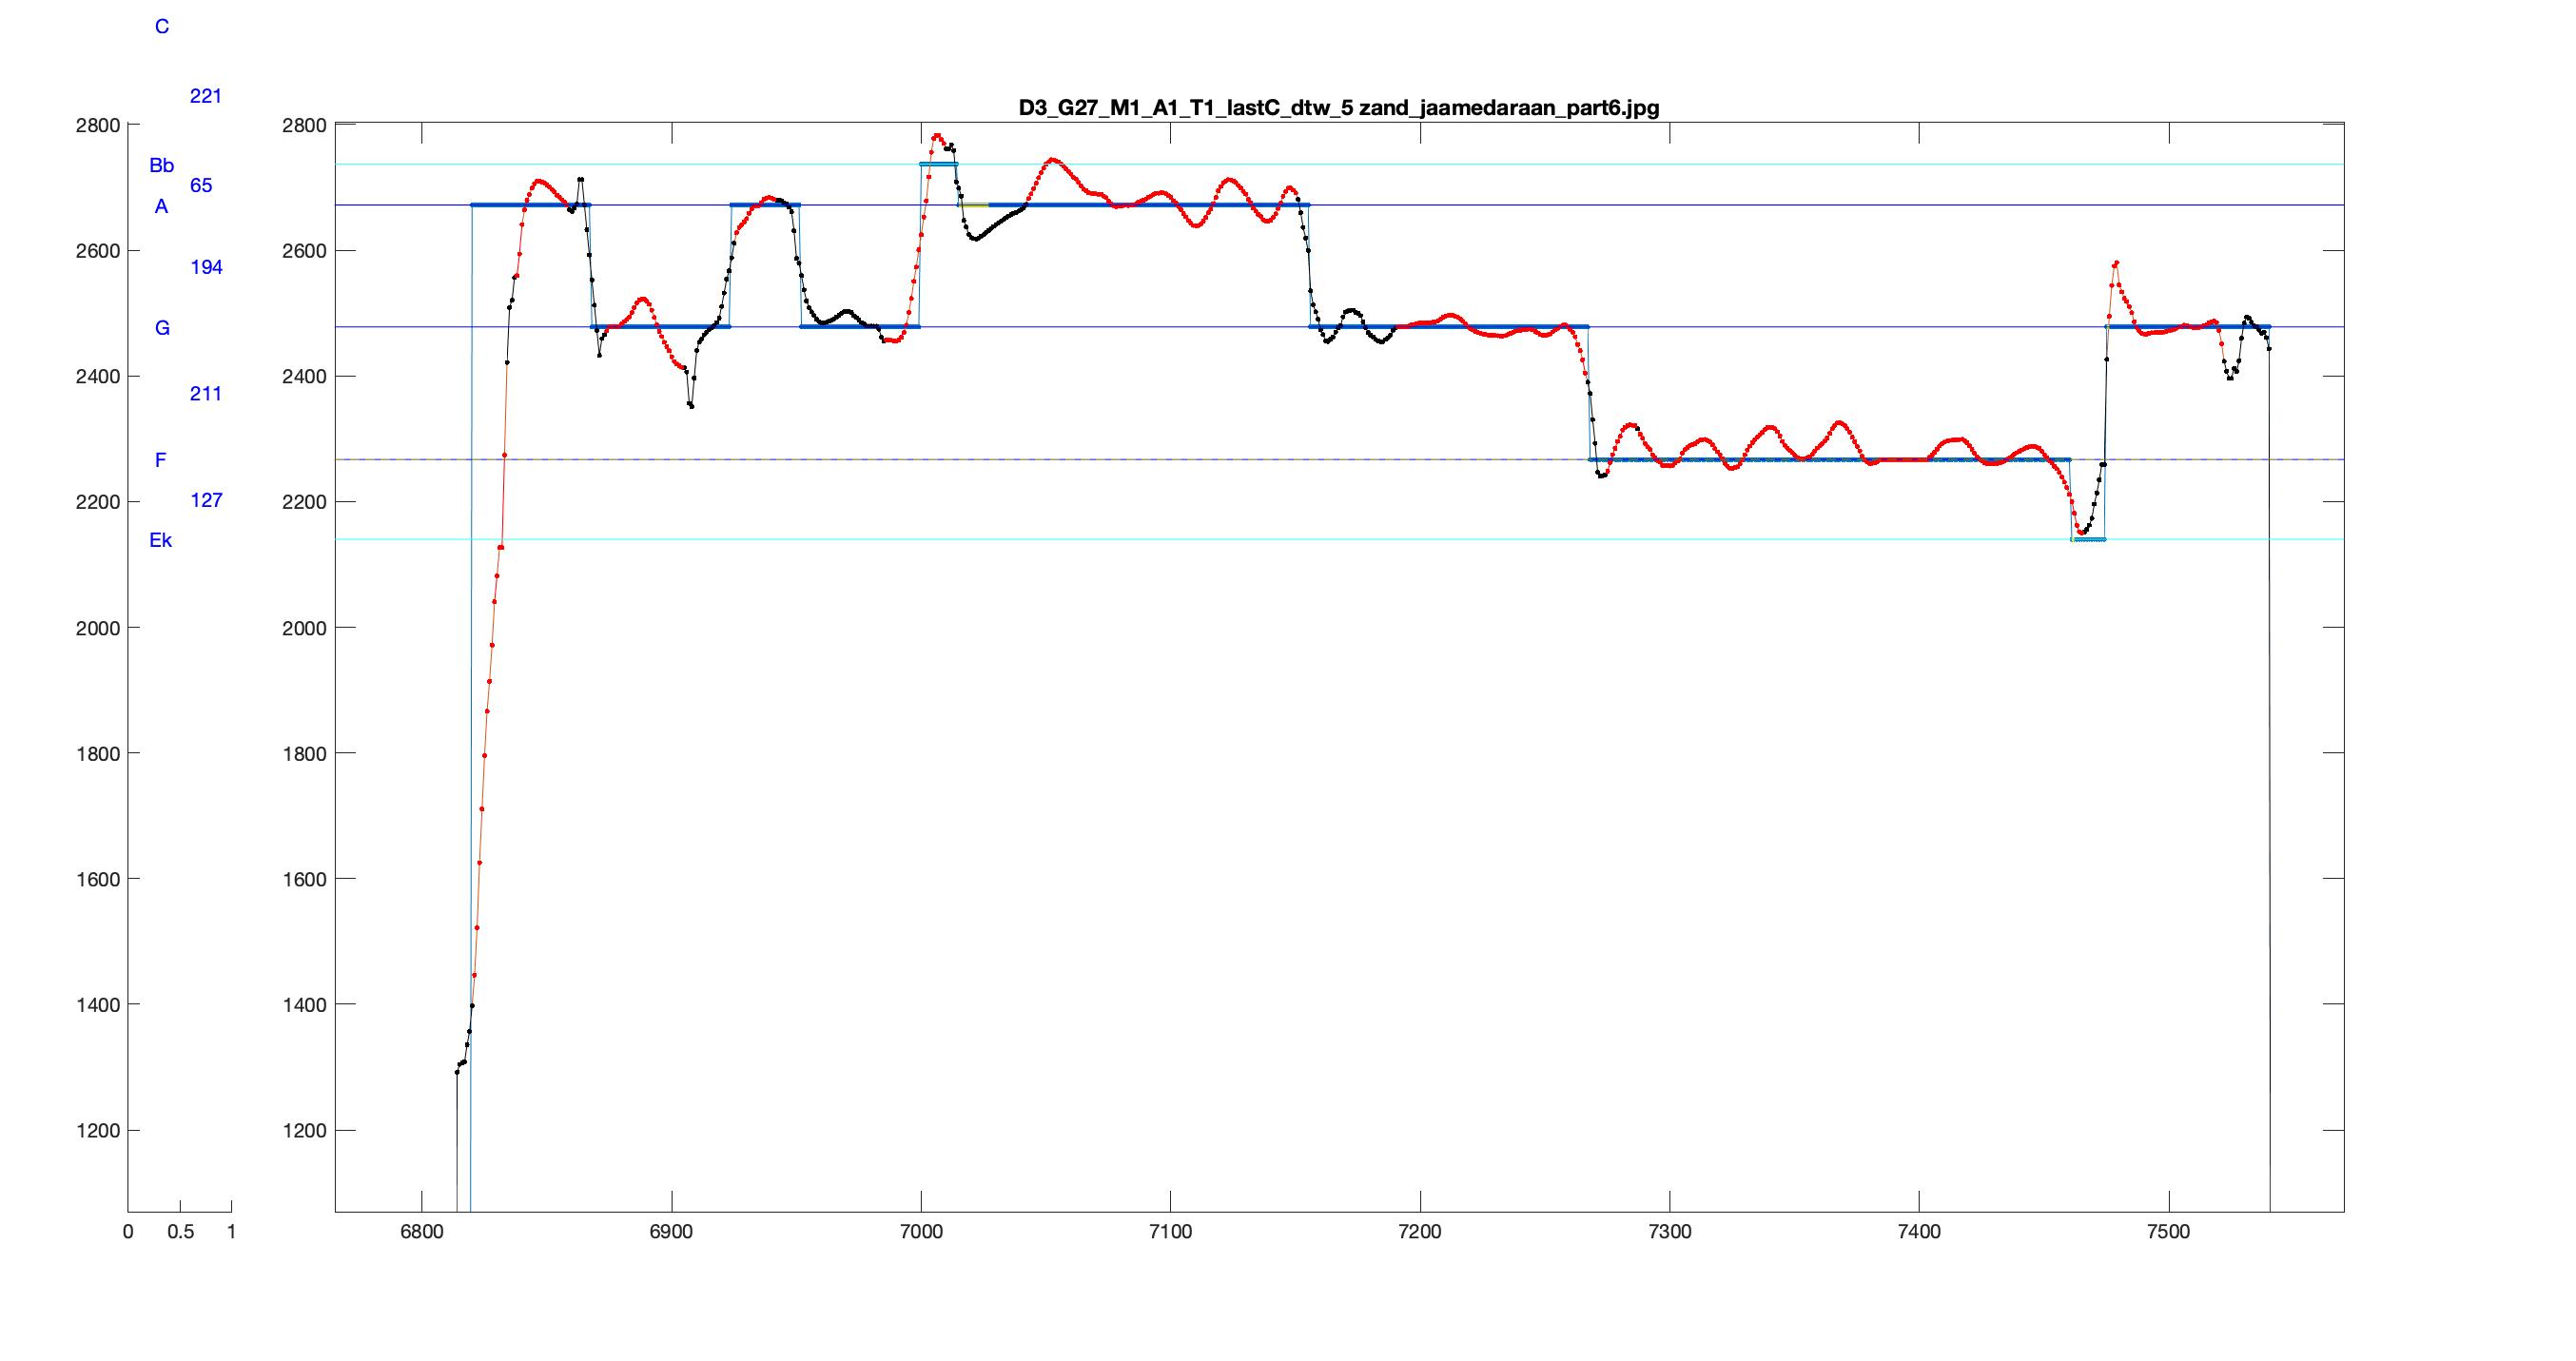 C
221
D3_G27_M1_A1_T1_lastC_dtw_5 zand_jaamedaraan_part6.jpg
2800 2800
Bb
65
A
2600 2600
194
G
2400 2400
211
F
2200 2200
127
Ek
2000 2000
1800 1800
1600 1600
1400 1400
1200 1200
0 0.5 1 6800 6900 7000 7100 7200 7300 7400 7500